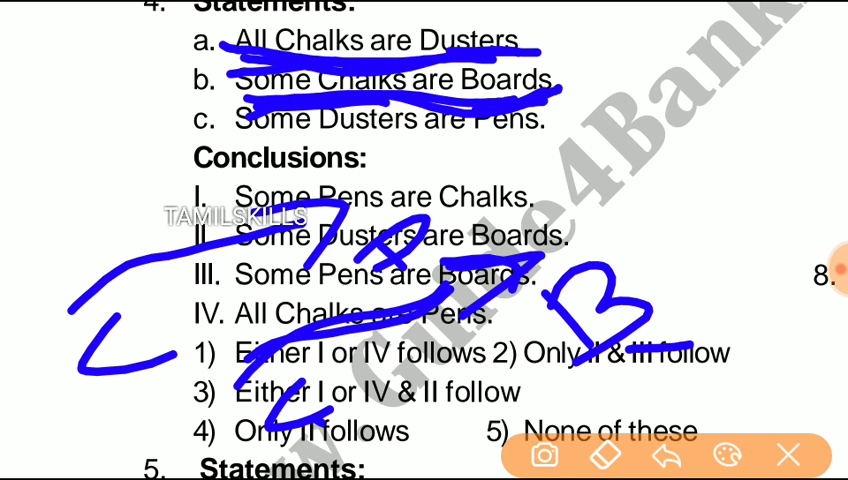 4. Statements:
a. All Chalks are Dusters
b. Some Chalks are Boards
c. Some Dusters are Pens.
Conclusions:
I. Some Pens are Chalks.
TAMILSKILLS
II. Some Dusters are Boards.
III. Some Pens are Boards.
8.
IV. All Chalks are Pens.
1) Either I or IV follows 2) Only II & III follow
3) Either I or IV & II follow
4) Only II follows 5) None of these
5. Statements:
Guide4Bank
w.
D
B
C
C